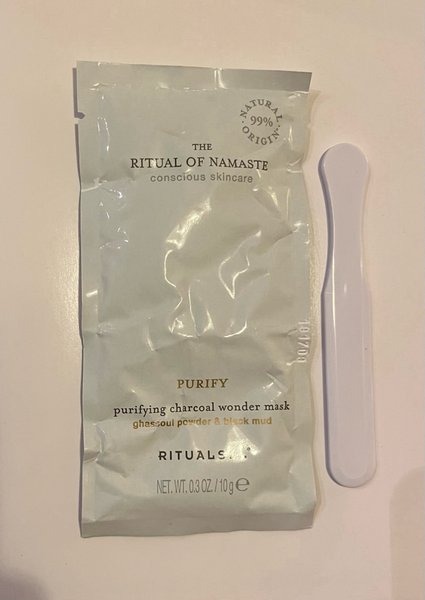 NATURAL
99%
ORIGIN
THE
RITUAL OF NAMASTE
conscious skincare
PURIFY
purifying charcoal wonder mask
ghassoul powder & black mud
RITUALS...®
NET. WT. 0.3 OZ. / 10 g ℮